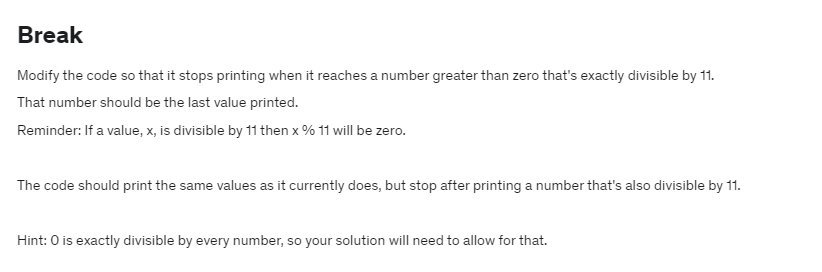 Break
Modify the code so that it stops printing when it reaches a number greater than zero that's exactly divisible by 11.
That number should be the last value printed.
Reminder: If a value, x, is divisible by 11 then x % 11 will be zero.
The code should print the same values as it currently does, but stop after printing a number that's also divisible by 11.
Hint: 0 is exactly divisible by every number, so your solution will need to allow for that.